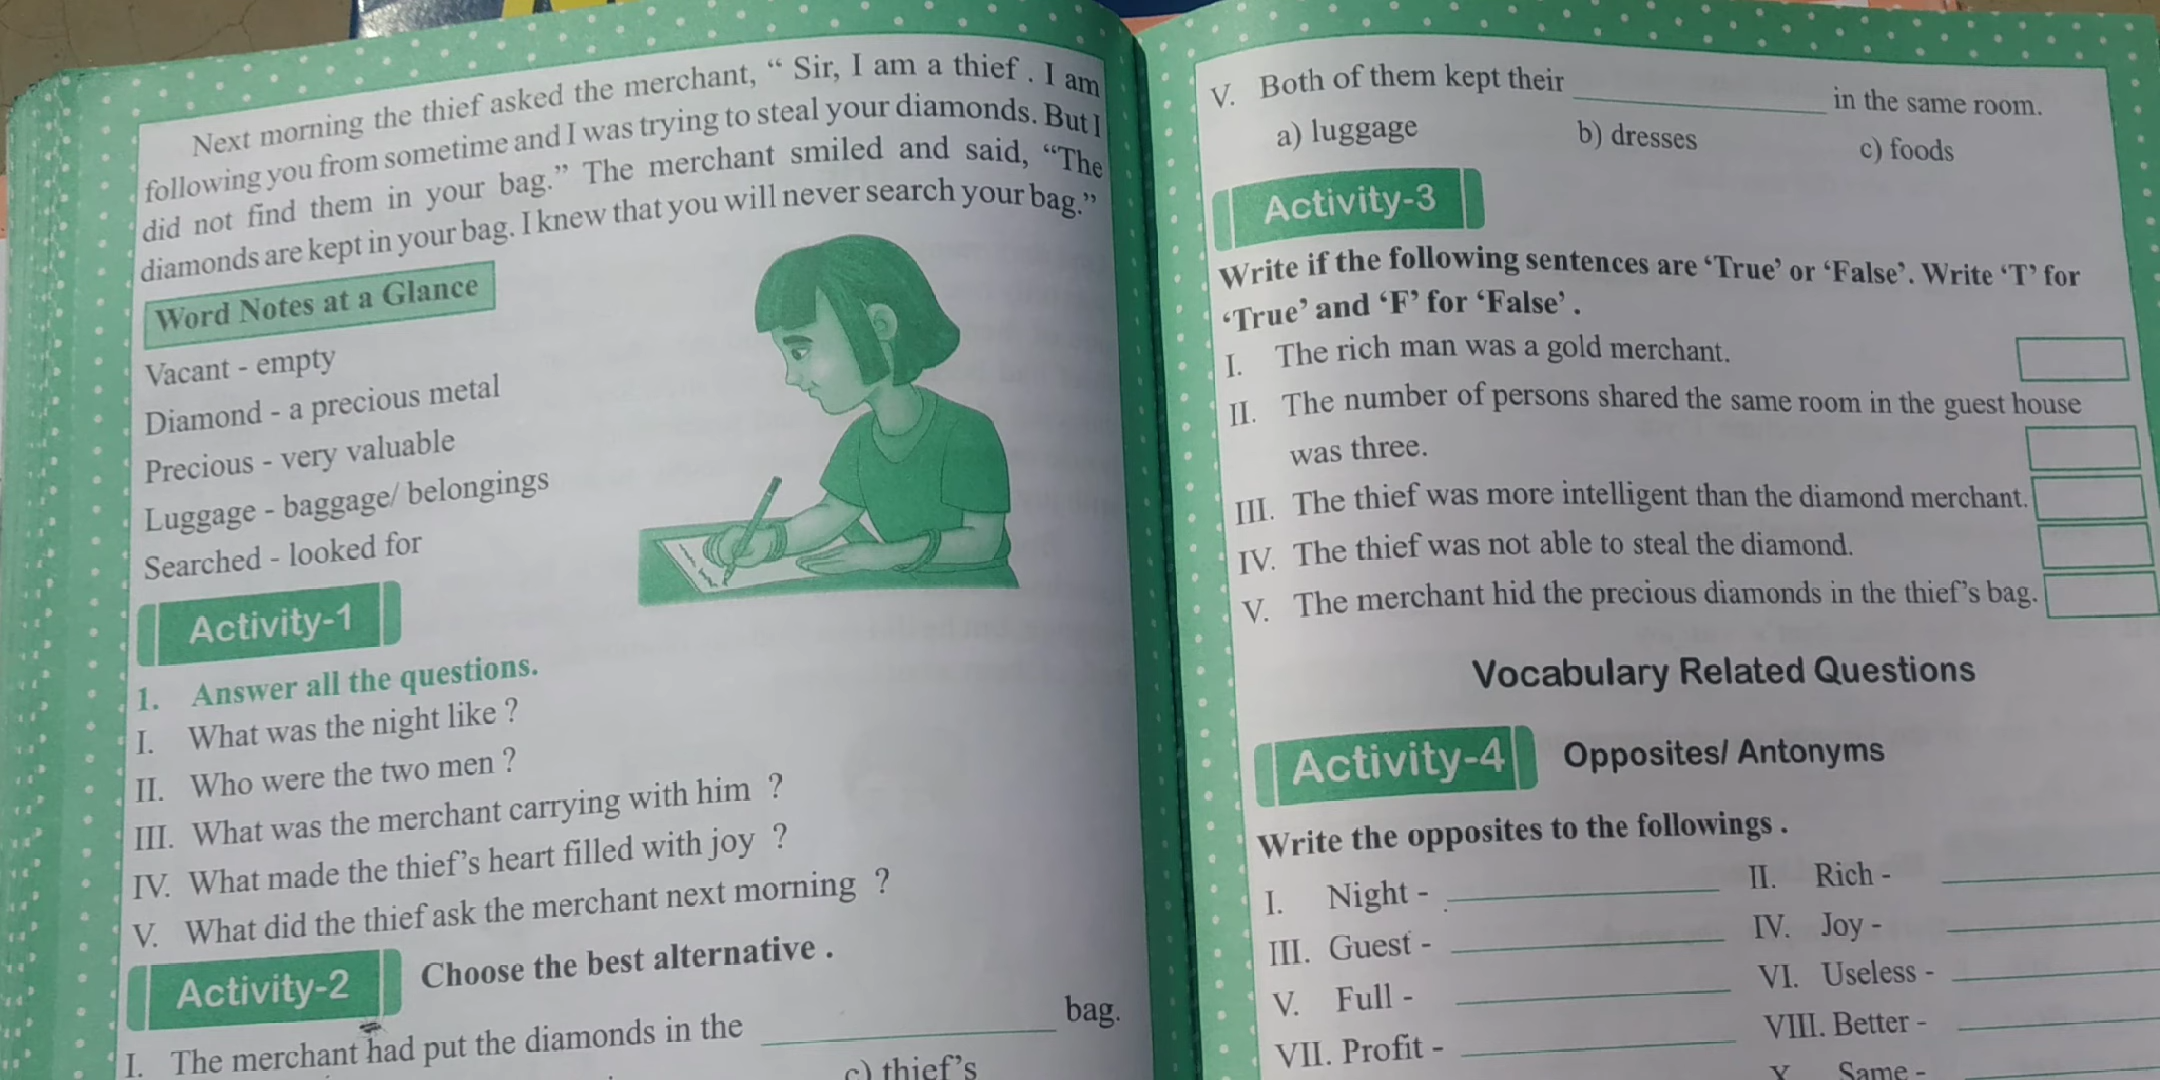 Next morning the thief asked the merchant, “ Sir, I am a thief . I am
following you from sometime and I was trying to steal your diamonds. But I
did not find them in your bag.” The merchant smiled and said, “The
diamonds are kept in your bag. I knew that you will never search your bag.”
Word Notes at a Glance
Vacant - empty
Diamond - a precious metal
Precious - very valuable
Luggage - baggage/ belongings
Searched - looked for
Activity-1
1. Answer all the questions.
I. What was the night like ?
II. Who were the two men ?
III. What was the merchant carrying with him ?
IV. What made the thief’s heart filled with joy ?
V. What did the thief ask the merchant next morning ?
Activity-2 Choose the best alternative .
I. The merchant had put the diamonds in the ____________ bag.
c) thief’s
V. Both of them kept their ____________ in the same room.
a) luggage b) dresses c) foods
Activity-3
Write if the following sentences are ‘True’ or ‘False’. Write ‘T’ for
‘True’ and ‘F’ for ‘False’ .
I. The rich man was a gold merchant.
II. The number of persons shared the same room in the guest house
was three.
III. The thief was more intelligent than the diamond merchant.
IV. The thief was not able to steal the diamond.
V. The merchant hid the precious diamonds in the thief’s bag.
Vocabulary Related Questions
Activity-4 Opposites/ Antonyms
Write the opposites to the followings .
I. Night - ____________ II. Rich - ____________
III. Guest - ____________ IV. Joy - ____________
V. Full - ____________ VI. Useless - ____________
VII. Profit - ____________ VIII. Better - ____________
X Same - ____________